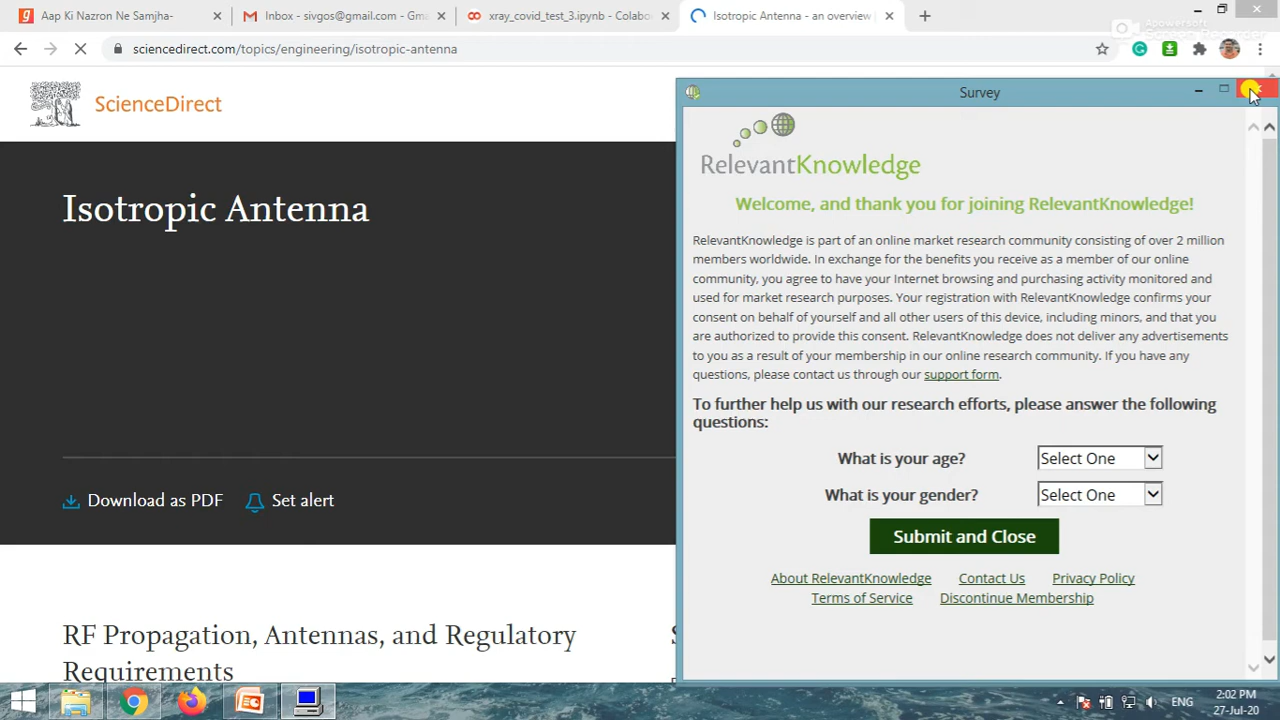 Aap Ki Nazron Ne Samjha-
Inbox - sivgos@gmail.com - Gm
xray_covid_test_3.ipynb - Colabo
Isotropic Antenna - an overview
Apowersoft
Screen Recorder
sciencedirect.com/topics/engineering/isotropic-antenna
ScienceDirect
Isotropic Antenna
Download as PDF
Set alert
RF Propagation, Antennas, and Regulatory
Requirements
Survey
RelevantKnowledge
Welcome, and thank you for joining RelevantKnowledge!
RelevantKnowledge is part of an online market research community consisting of over 2 million
members worldwide. In exchange for the benefits you receive as a member of our online
community, you agree to have your Internet browsing and purchasing activity monitored and
used for market research purposes. Your registration with RelevantKnowledge confirms your
consent on behalf of yourself and all other users of this device, including minors, and that you
are authorized to provide this consent. RelevantKnowledge does not deliver any advertisements
to you as a result of your membership in our online research community. If you have any
questions, please contact us through our support form.
To further help us with our research efforts, please answer the following
questions:
What is your age? Select One
What is your gender? Select One
Submit and Close
About RelevantKnowledge Contact Us Privacy Policy
Terms of Service Discontinue Membership
ENG
2:02 PM
27-Jul-20